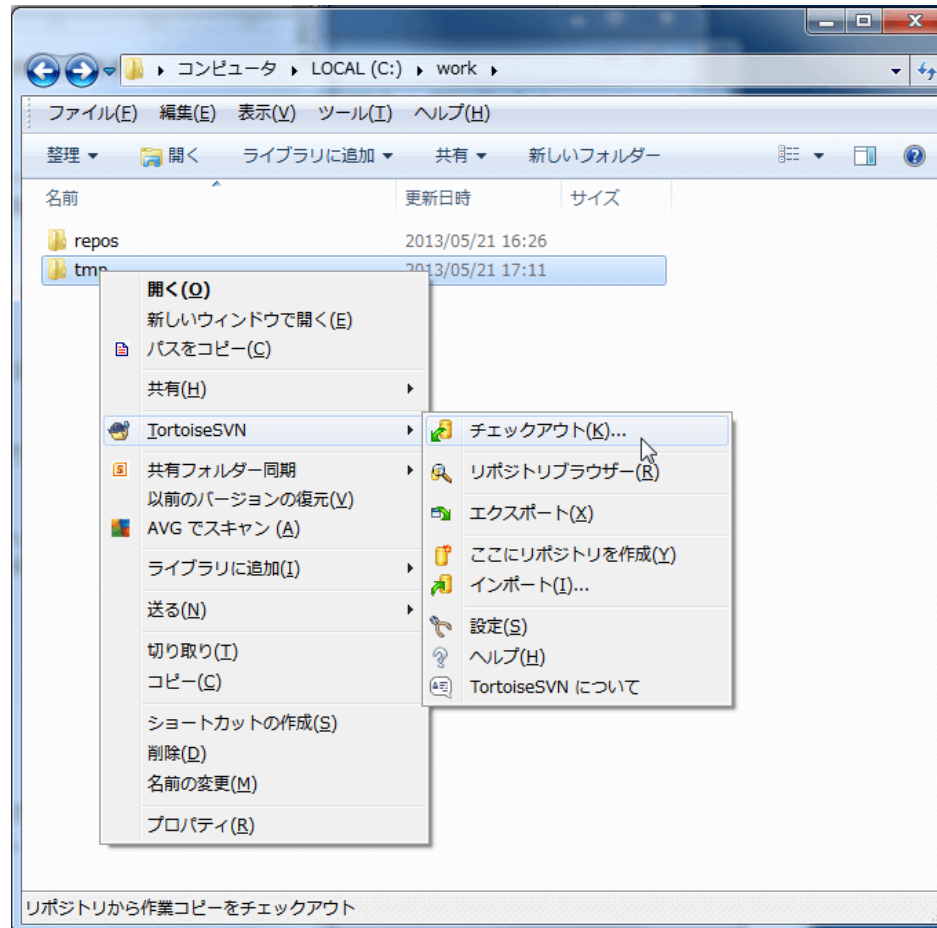 コンピュータ ▸ LOCAL (C:) ▸ work ▸
ファイル(F) 編集(E) 表示(V) ツール(T) ヘルプ(H)
整理 ▼ 開く ライブラリに追加 ▼ 共有 ▼ 新しいフォルダー
名前 更新日時 サイズ
repos 2013/05/21 16:26
tmp 2013/05/21 17:11
開く(O)
新しいウィンドウで開く(E)
パスをコピー(C)
共有(H)
TortoiseSVN
共有フォルダー同期
以前のバージョンの復元(V)
AVG でスキャン (A)
ライブラリに追加(I)
送る(N)
切り取り(T)
コピー(C)
ショートカットの作成(S)
削除(D)
名前の変更(M)
プロパティ(R)
チェックアウト(K)...
リポジトリブラウザー(R)
エクスポート(X)
ここにリポジトリを作成(Y)
インポート(I)...
設定(S)
ヘルプ(H)
TortoiseSVN について
リポジトリから作業コピーをチェックアウト